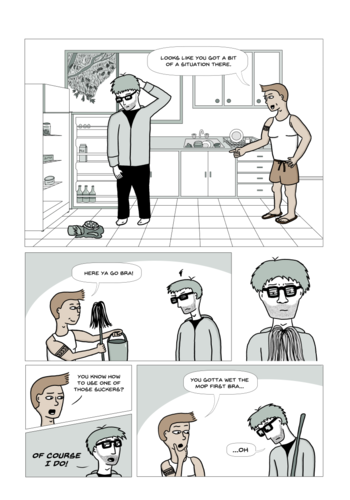 LOOKS LIKE YOU GOT A BIT
OF A SITUATION THERE.
HERE YA GO BRA!
YOU KNOW HOW
TO USE ONE OF
THOSE SUCKERS?
OF COURSE
I DO!
YOU GOTTA WET THE
MOP FIRST BRA...
...OH